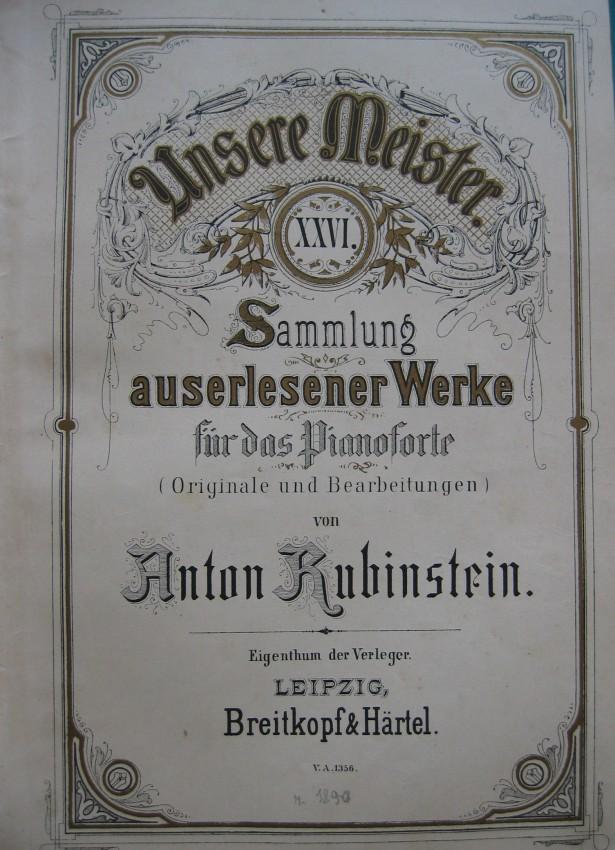 Unsere Meister.
XXVI.
Sammlung
auserlesener Werke
für das Pianoforte
(Originale und Bearbeitungen)
von
Anton Rubinstein.
Eigenthum der Verleger.
LEIPZIG,
Breitkopf & Härtel.
V.A.1356.
1890